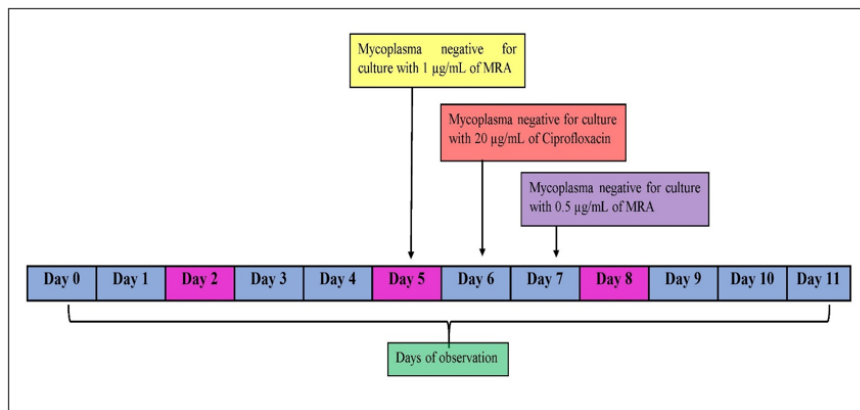 Mycoplasma negative for
culture with 1 µg/mL of MRA
Mycoplasma negative for culture
with 20 µg/mL of Ciprofloxacin
Mycoplasma negative for culture
with 0.5 µg/mL of MRA
Day 0 Day 1 Day 2 Day 3 Day 4 Day 5 Day 6 Day 7 Day 8 Day 9 Day 10 Day 11
Days of observation